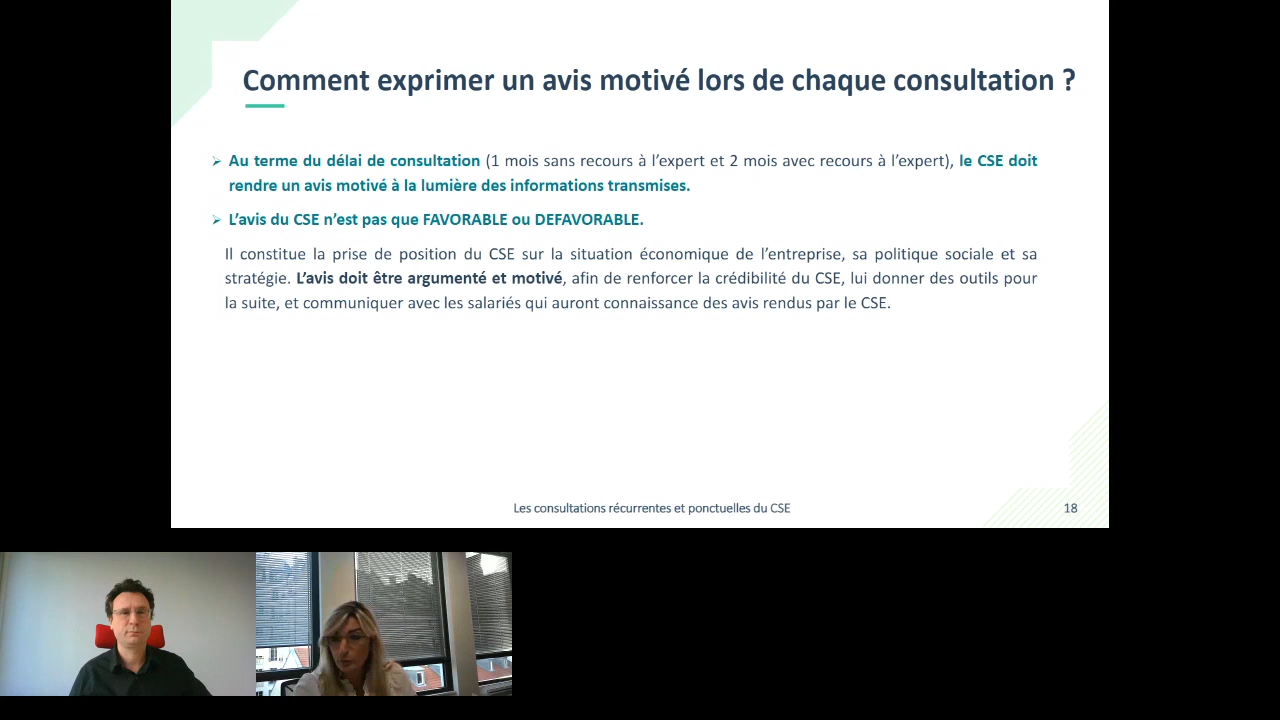 Comment exprimer un avis motivé lors de chaque consultation ?
Au terme du délai de consultation (1 mois sans recours à l’expert et 2 mois avec recours à l’expert), le CSE doit
rendre un avis motivé à la lumière des informations transmises.
L’avis du CSE n’est pas que FAVORABLE ou DEFAVORABLE.
Il constitue la prise de position du CSE sur la situation économique de l’entreprise, sa politique sociale et sa
stratégie. L’avis doit être argumenté et motivé, afin de renforcer la crédibilité du CSE, lui donner des outils pour
la suite, et communiquer avec les salariés qui auront connaissance des avis rendus par le CSE.
Les consultations récurrentes et ponctuelles du CSE
18